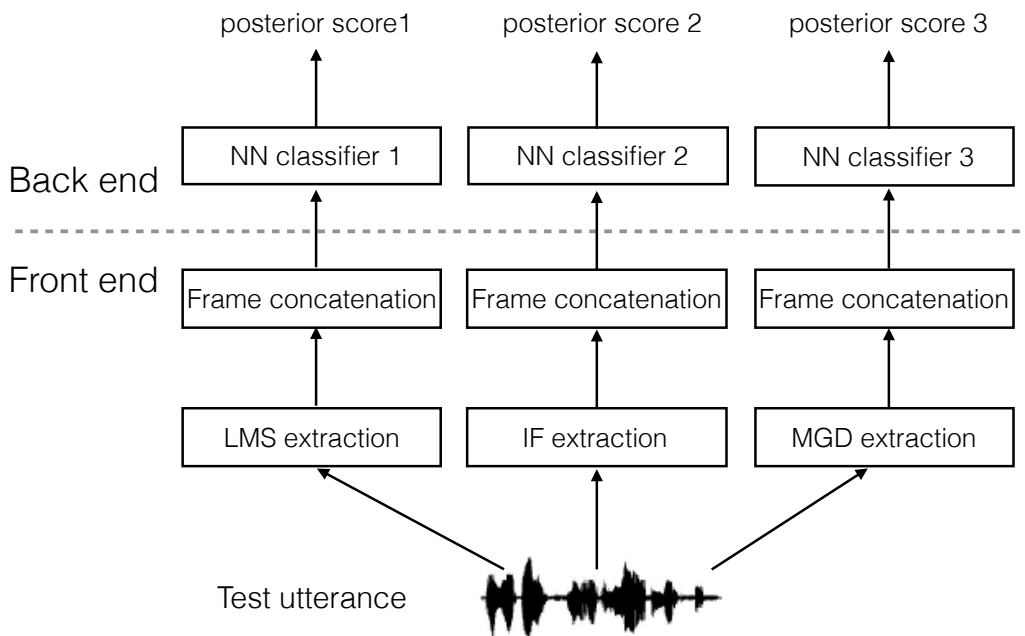 posterior score1
posterior score 2
posterior score 3
NN classifier 1
NN classifier 2
NN classifier 3
Back end
Front end
Frame concatenation
Frame concatenation
Frame concatenation
LMS extraction
IF extraction
MGD extraction
Test utterance